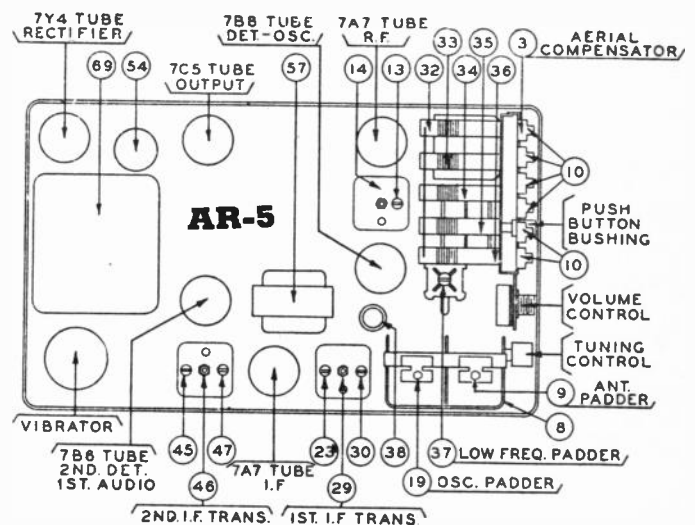 7Y4 TUBE
RECTIFIER
69
54
7C5 TUBE
OUTPUT
7B8 TUBE
DET-OSC.
57
7A7 TUBE
R.F.
14
13
32
33
34
35
36
3
AERIAL
COMPENSATOR
10
PUSH
BUTTON
BUSHING
10
VOLUME
CONTROL
TUNING
CONTROL
9
ANT.
PADDER
8
AR-5
VIBRATOR
7B6 TUBE
2ND. DET.
1ST. AUDIO
45
46
47
2ND. I.F. TRANS.
7A7 TUBE
I.F
23
29
30
1ST. I.F TRANS.
38
37
LOW FREQ. PADDER
19
OSC. PADDER